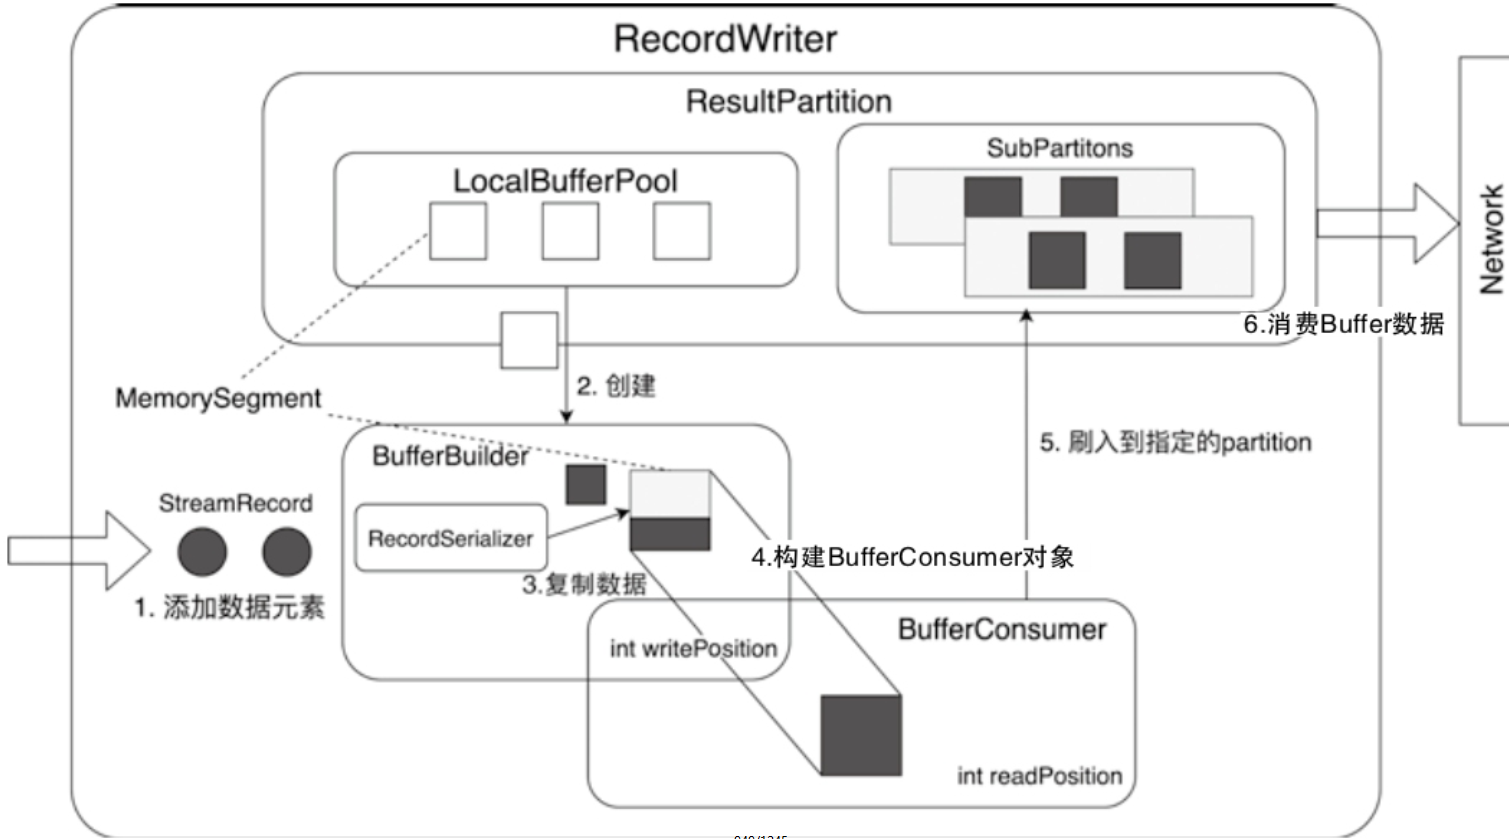 RecordWriter
ResultPartition
SubPartitons
LocalBufferPool
Network
6.消费Buffer数据
2. 创建
MemorySegment
5. 刷入到指定的partition
BufferBuilder
StreamRecord
RecordSerializer
4.构建BufferConsumer对象
3.复制数据
1. 添加数据元素
BufferConsumer
int writePosition
int readPosition